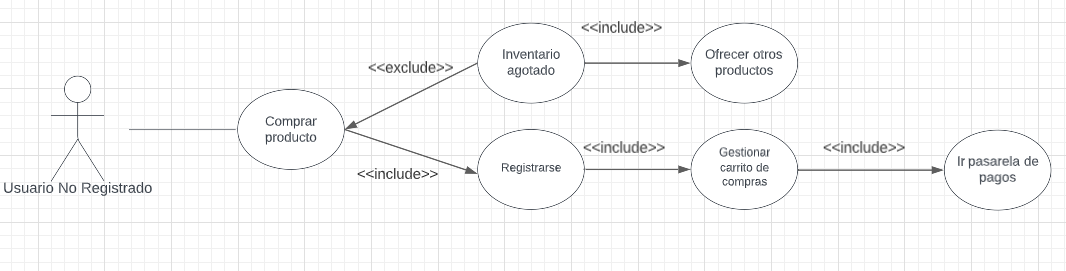 <<include>>
Inventario
agotado
Ofrecer otros
productos
<<exclude>>
Comprar
producto
<<include>>
Registrarse
<<include>>
Gestionar
carrito de
compras
<<include>>
Ir pasarela de
pagos
Usuario No Registrado